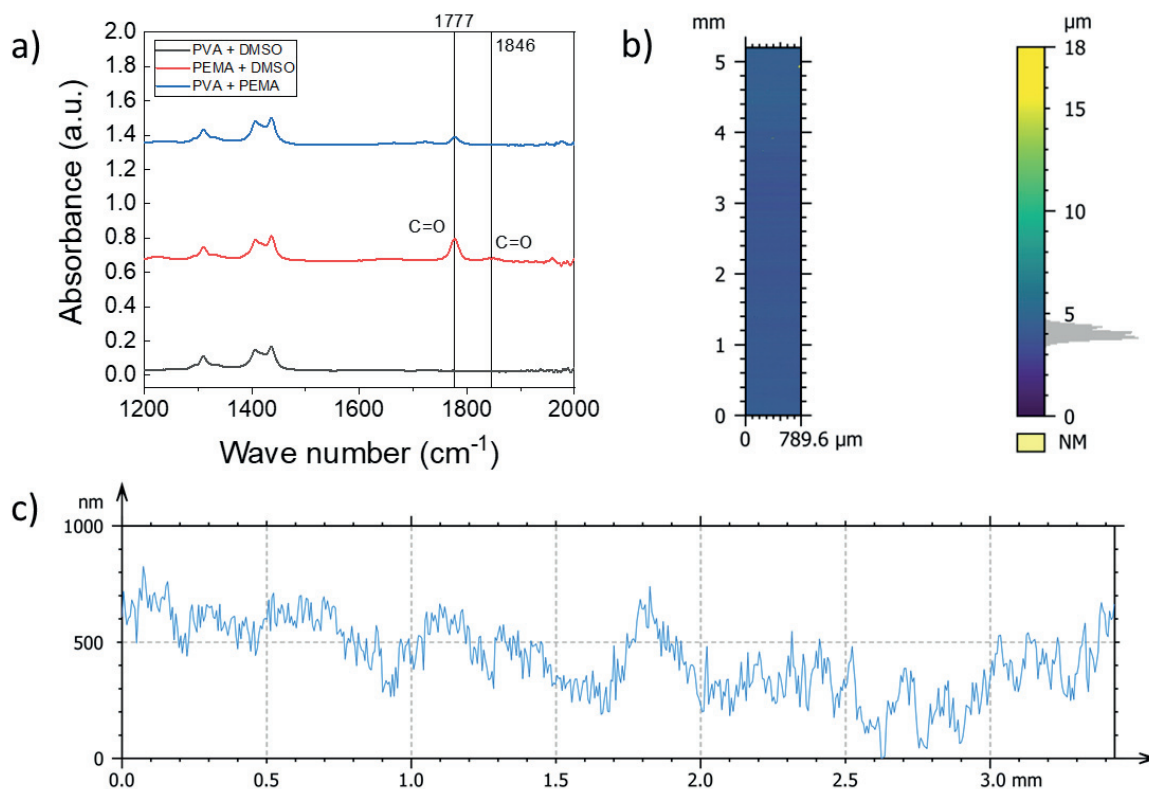 a)
1777
1846
2.0
1.8
1.6
1.4
1.2
1.0
0.8
0.6
0.4
0.2
0.0
Absorbance (a.u.)
PVA + DMSO
PEMA + DMSO
PVA + PEMA
C=O
C=O
1200 1400 1600 1800 2000
Wave number (cm⁻¹)
b)
mm
5
4
3
2
1
0
0 789.6 µm
µm
18
15
10
5
0
NM
c)
nm
1000
500
0
0.0 0.5 1.0 1.5 2.0 2.5 3.0 mm